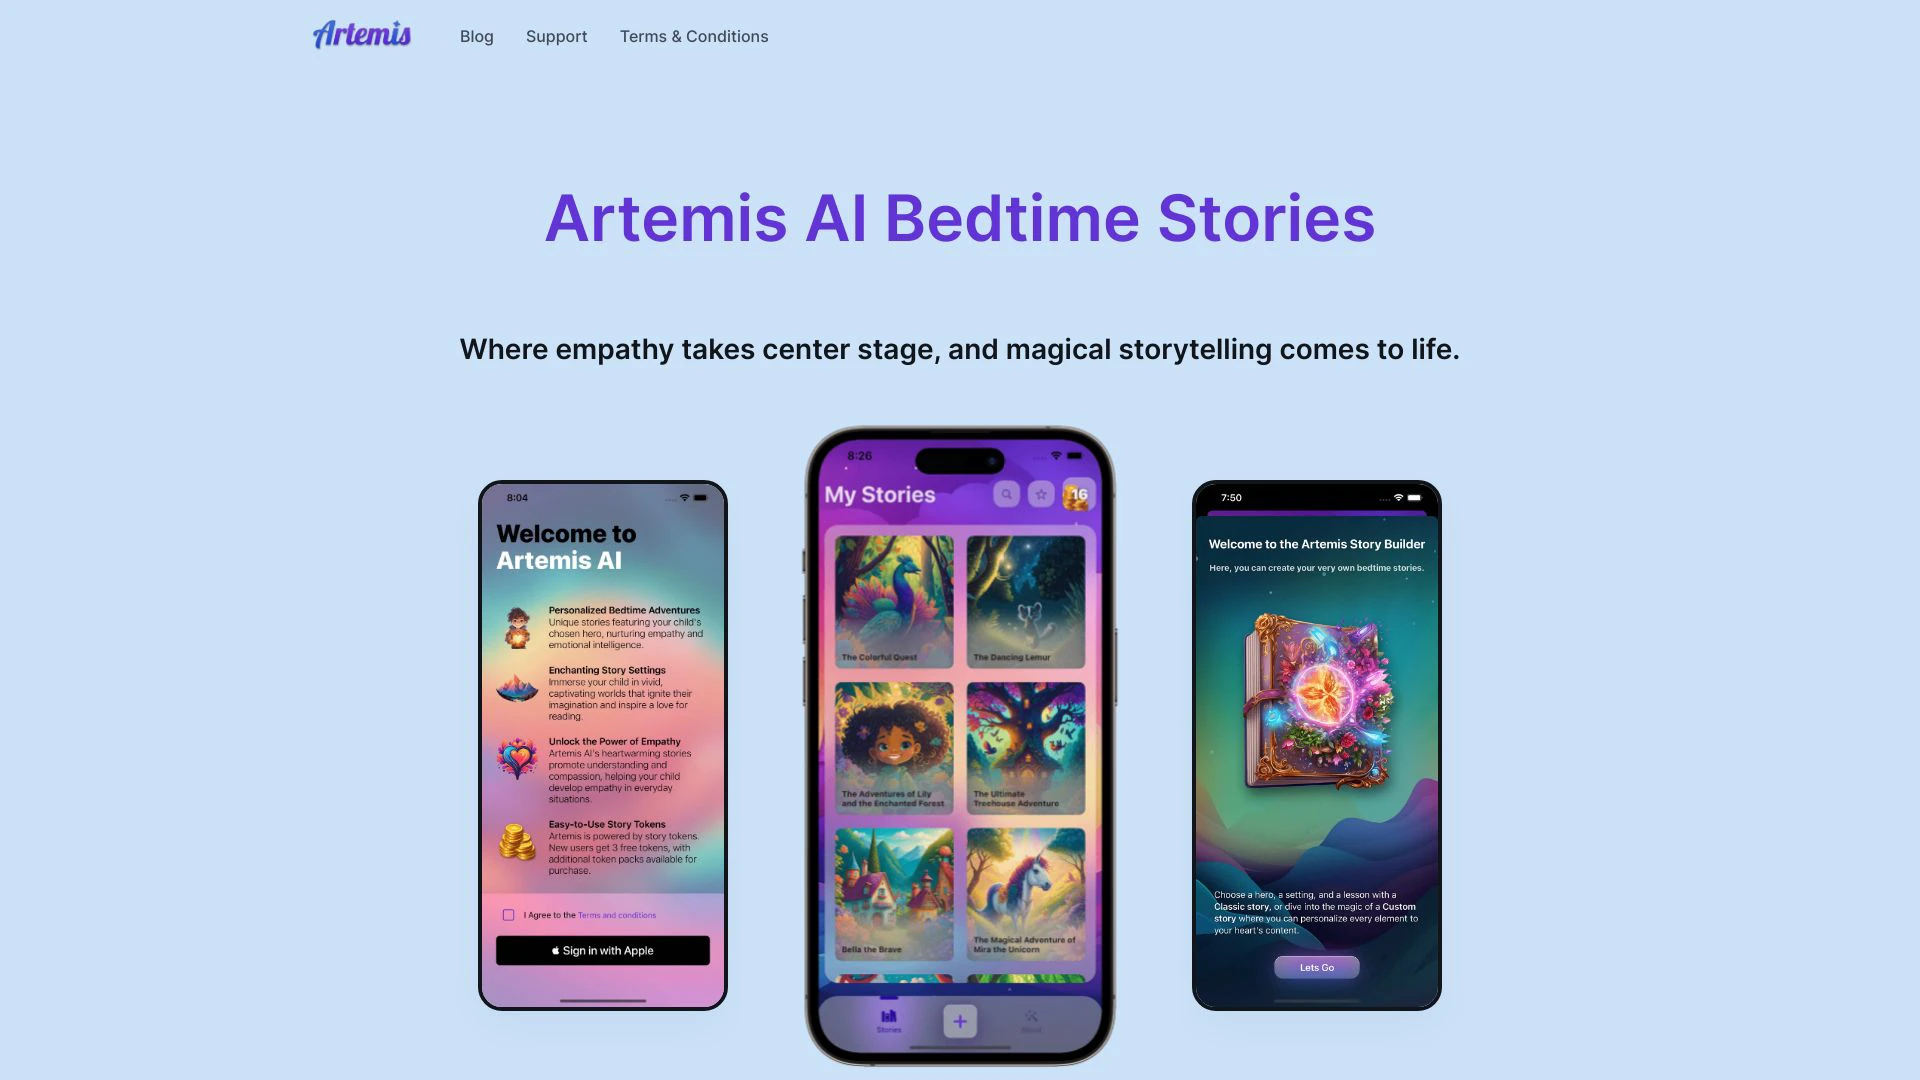 Artemis
Blog
Support
Terms & Conditions
Artemis AI Bedtime Stories
Where empathy takes center stage, and magical storytelling comes to life.
8:04
Welcome to
Artemis AI
Personalized Bedtime Adventures
Unique stories featuring your child's
chosen hero, nurturing empathy and
emotional intelligence.
Enchanting Story Settings
Immerse your child in vivid,
captivating worlds that ignite their
imagination and inspire a love for
reading.
Unlock the Power of Empathy
Artemis AI's heartwarming stories
promote understanding and
compassion, helping your child
develop empathy in everyday
situations.
Easy-to-Use Story Tokens
Artemis is powered by story tokens.
New users get 3 free tokens, with
additional token packs available for
purchase.
I Agree to the Terms and conditions
Sign in with Apple
8:26
My Stories
16
The Colorful Quest
The Dancing Lemur
The Adventures of Lily
and the Enchanted Forest
The Ultimate
Treehouse Adventure
Bella the Brave
The Magical Adventure of
Mira the Unicorn
Stories
7:50
Welcome to the Artemis Story Builder
Here, you can create your very own bedtime stories.
Choose a hero, a setting, and a lesson with a
Classic story, or dive into the magic of a Custom
story where you can personalize every element to
your heart's content.
Lets Go